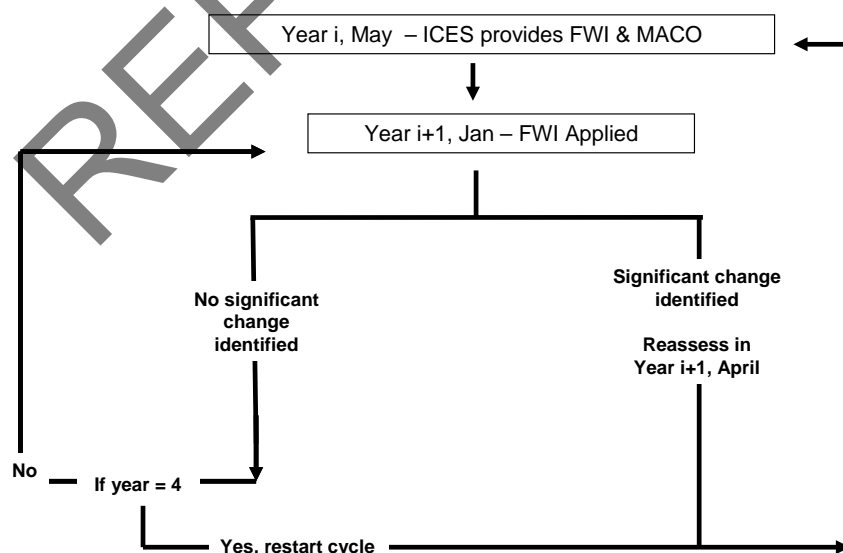 Year i, May – ICES provides FWI & MACO
Year i+1, Jan – FWI Applied
No significant
change
identified
Significant change
identified
Reassess in
Year i+1, April
No
If year = 4
Yes, restart cycle